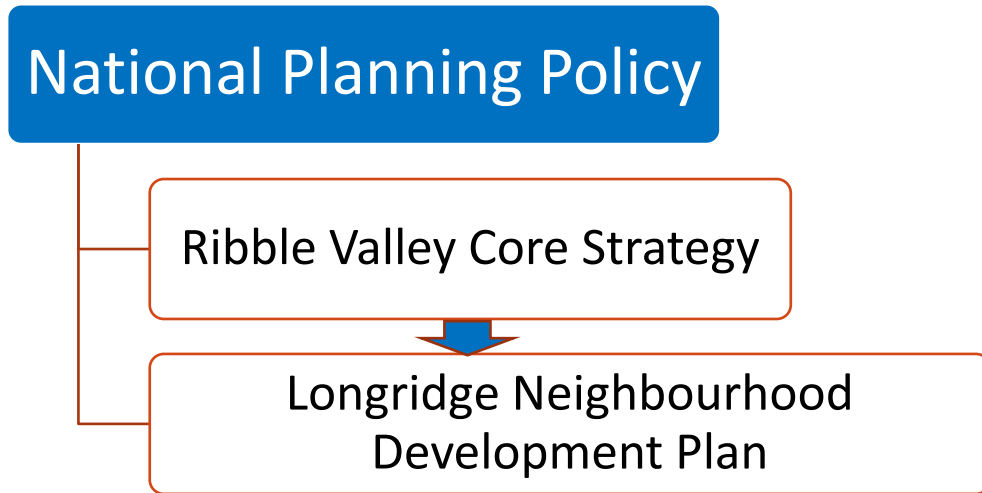 National Planning Policy
Ribble Valley Core Strategy
Longridge Neighbourhood
Development Plan